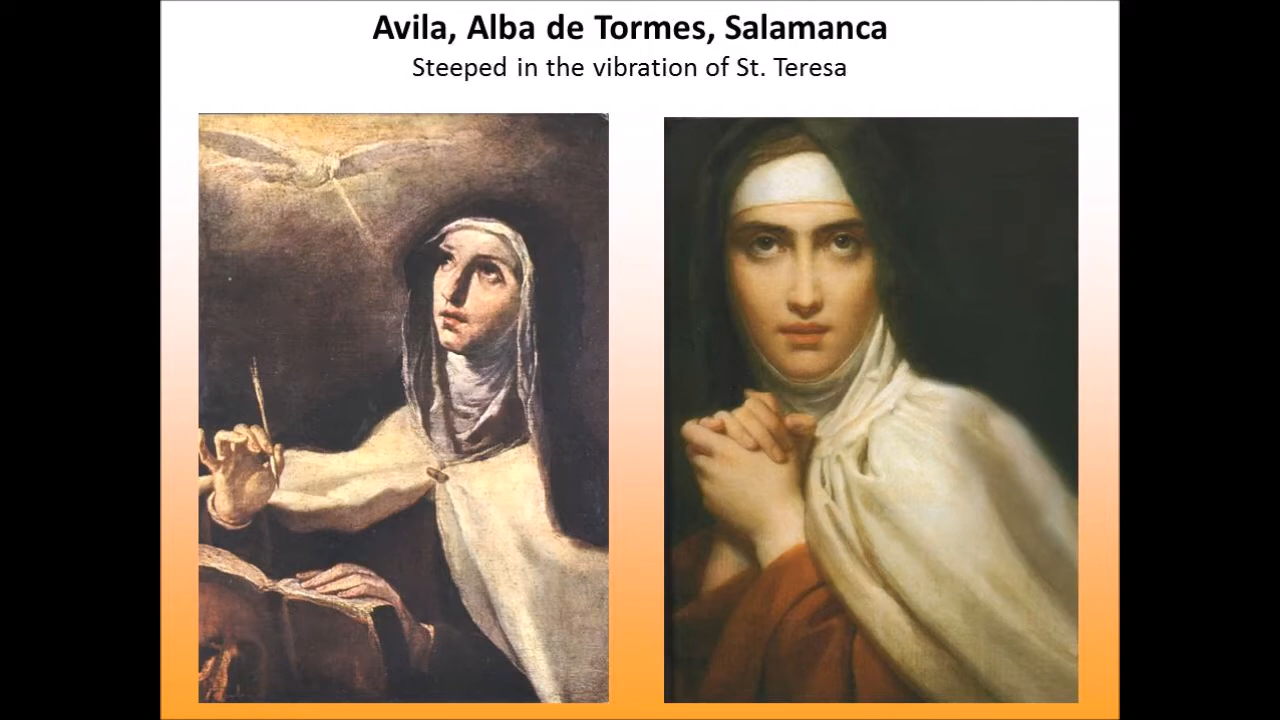 Avila, Alba de Tormes, Salamanca
Steeped in the vibration of St. Teresa